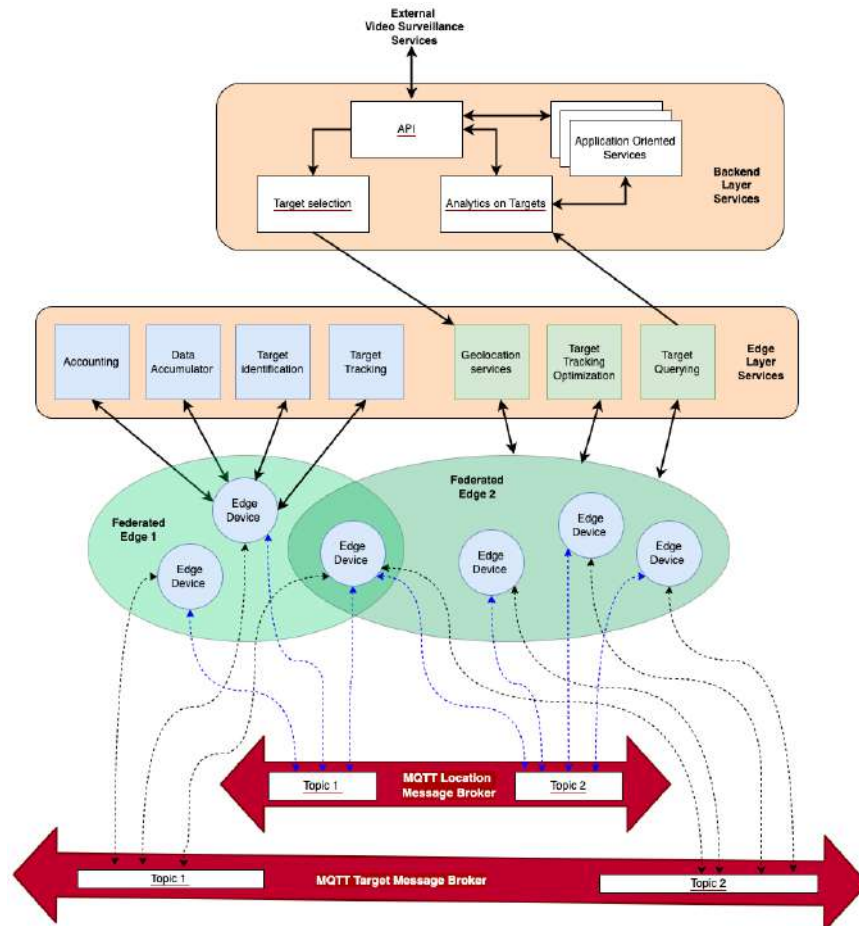 External
Video Surveillance
Services
API
Application Oriented
Services
Target selection
Analytics on Targets
Backend
Layer
Services
Accounting
Data
Accumulator
Target
identification
Target
Tracking
Geolocation
services
Target
Tracking
Optimization
Target
Querying
Edge
Layer
Services
Federated
Edge 1
Edge
Device
Edge
Device
Edge
Device
Federated
Edge 2
Edge
Device
Edge
Device
Edge
Device
Topic 1
MQTT Location
Message Broker
Topic 2
Topic 1
MQTT Target Message Broker
Topic 2